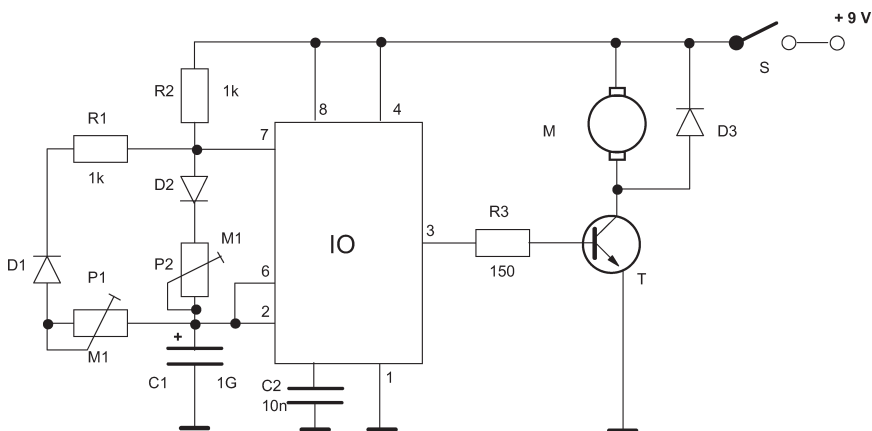 + 9 V
S
R2 1k
8 4
R1
7
1k
M
D3
D2
M1
R3
3
IO
D1
P2
6
150
P1
T
2
+
M1
C1 1G
C2
1
10n